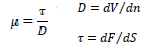 μ = τ/D
D = dV/dn
τ = dF/dS